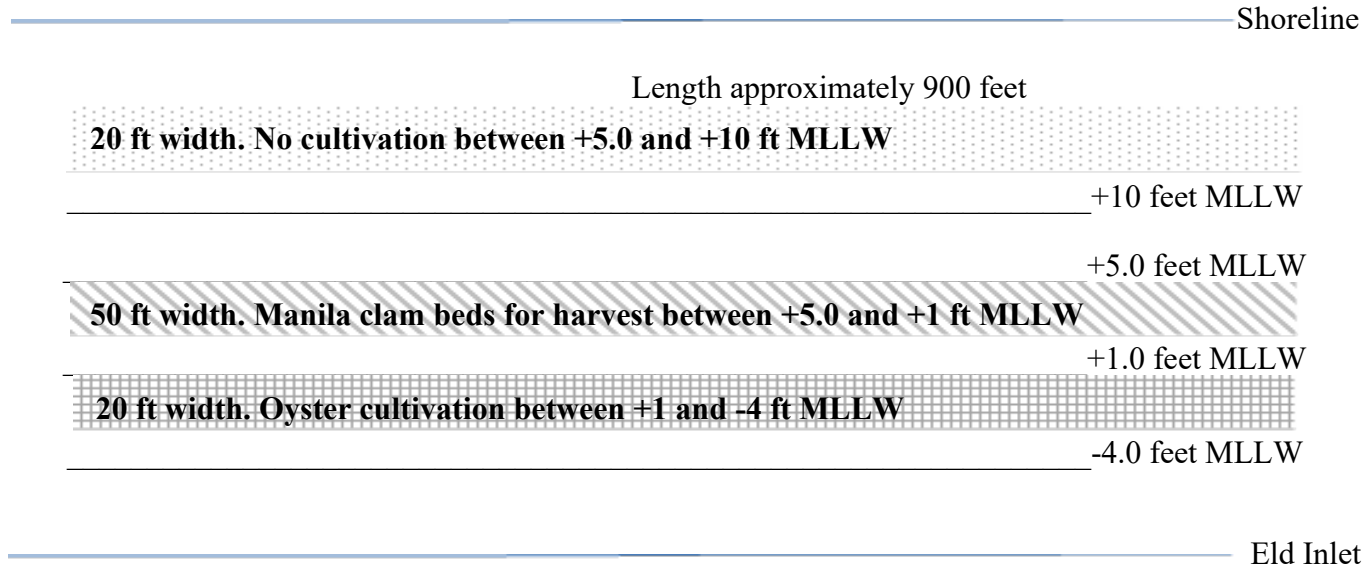 Shoreline
Length approximately 900 feet
20 ft width. No cultivation between +5.0 and +10 ft MLLW
+10 feet MLLW
+5.0 feet MLLW
50 ft width. Manila clam beds for harvest between +5.0 and +1 ft MLLW
+1.0 feet MLLW
20 ft width. Oyster cultivation between +1 and -4 ft MLLW
-4.0 feet MLLW
Eld Inlet